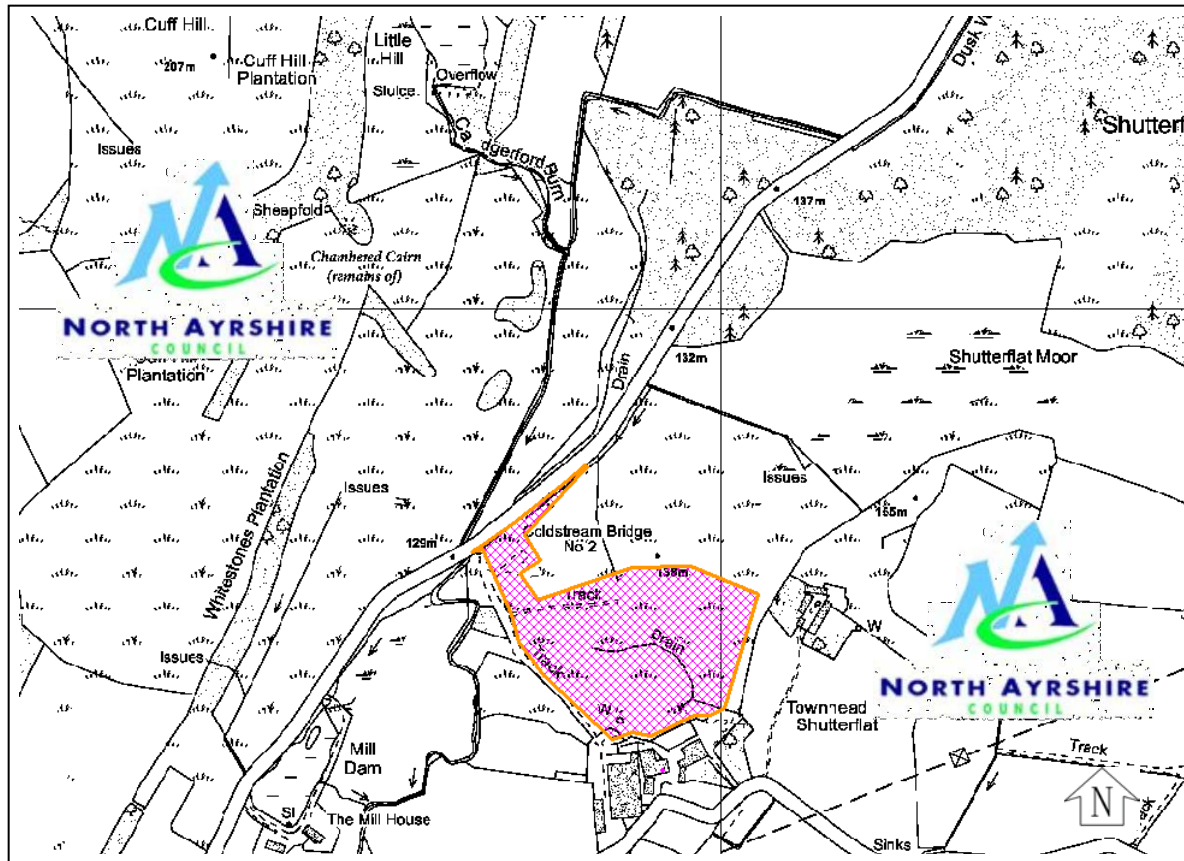 Cuff Hill
207m
Cuff Hill
Plantation
Little
Hill
Overflow
Sluice
Cadgerford Burn
Dusk W
Shutterf
Issues
Sheepfold
137m
Chambered Cairn
(remains of)
NORTH AYRSHIRE
COUNCIL
Plantation
Drain
132m
Shutterflat Moor
Whitestones Plantation
Issues
Issues
155m
129m
Coldstream Bridge
No 2
138m
Track
Drain
Track
W
W
Issues
Townhead
Shutterflat
NORTH AYRSHIRE
COUNCIL
Mill
Dam
Track
Sl
The Mill House
Sinks
N